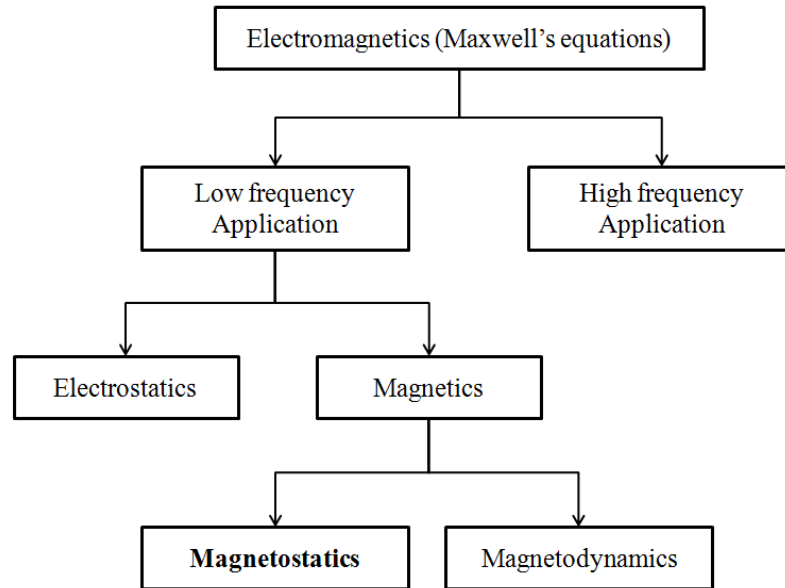 Electromagnetics (Maxwell’s equations)
Low frequency
Application
High frequency
Application
Electrostatics
Magnetics
Magnetostatics
Magnetodynamics